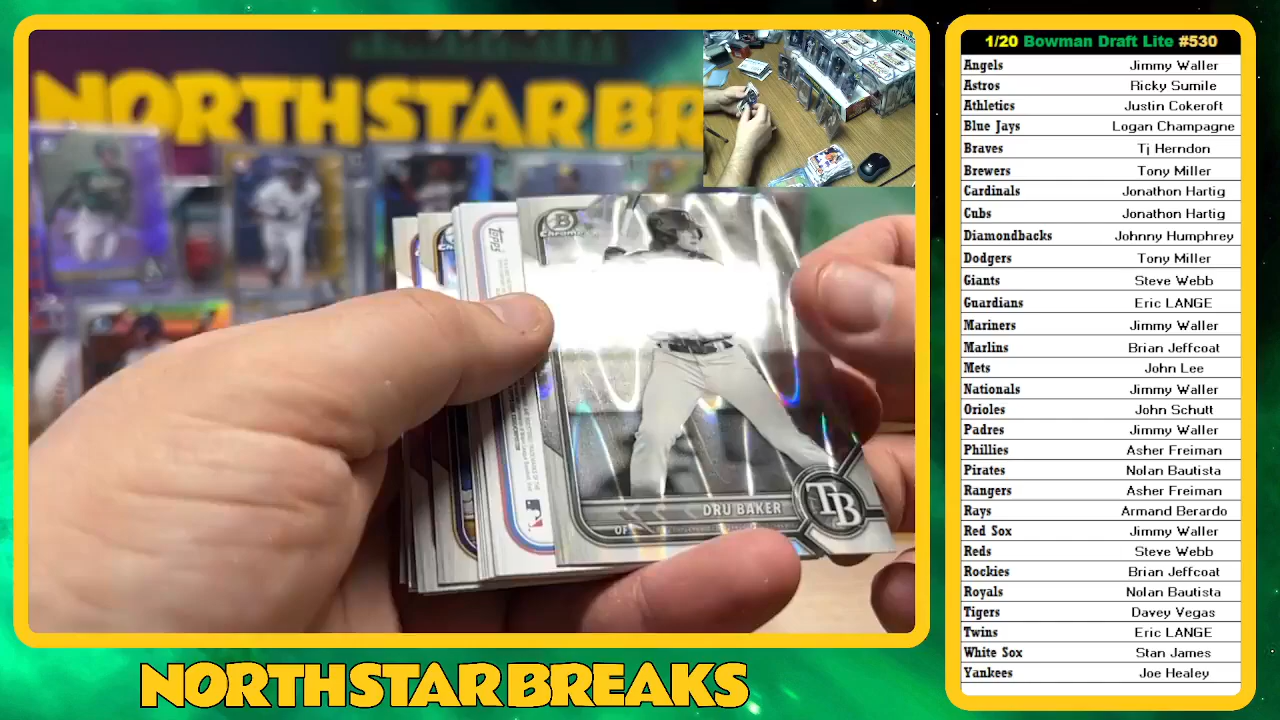 NORTHSTAR BREAKS
Chrome
TOPPS
DRU BAKER
OF
TB
NORTHSTAR BREAKS
1/20 Bowman Draft Lite #530
Angels Jimmy Waller
Astros Ricky Sumile
Athletics Justin Cokeroft
Blue Jays Logan Champagne
Braves Tj Herndon
Brewers Tony Miller
Cardinals Jonathon Hartig
Cubs Jonathon Hartig
Diamondbacks Johnny Humphrey
Dodgers Tony Miller
Giants Steve Webb
Guardians Eric LANGE
Mariners Jimmy Waller
Marlins Brian Jeffcoat
Mets John Lee
Nationals Jimmy Waller
Orioles John Schutt
Padres Jimmy Waller
Phillies Asher Freiman
Pirates Nolan Bautista
Rangers Asher Freiman
Rays Armand Berardo
Red Sox Jimmy Waller
Reds Steve Webb
Rockies Brian Jeffcoat
Royals Nolan Bautista
Tigers Davey Vegas
Twins Eric LANGE
White Sox Stan James
Yankees Joe Healey